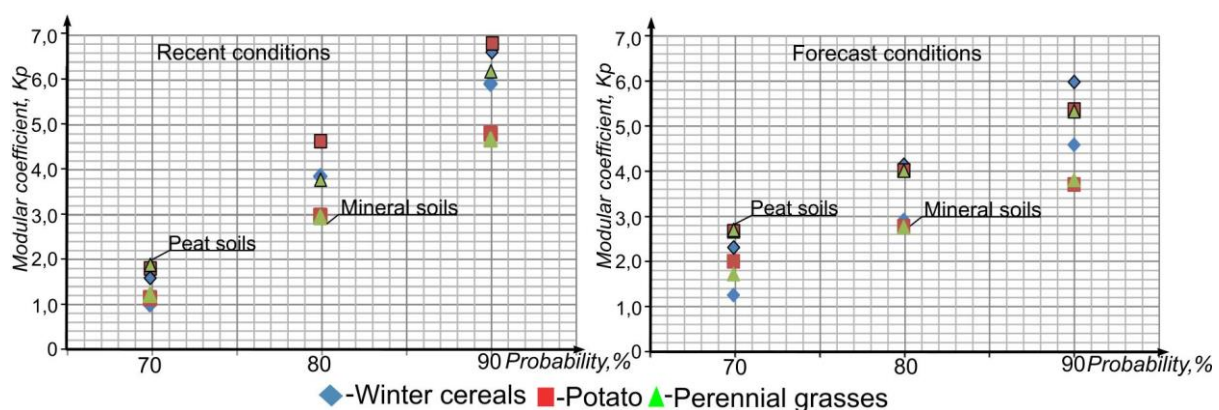 Modular coefficient, Kp
7,0
6,0
5,0
4,0
3,0
2,0
1,0
0
Recent conditions
Mineral soils
Peat soils
70
80
90
Probability,%
Modular coefficient, Kp
7,0
6,0
5,0
4,0
3,0
2,0
1,0
0
Forecast conditions
Peat soils
Mineral soils
70
80
90
Probability,%
-Winter cereals -Potato -Perennial grasses